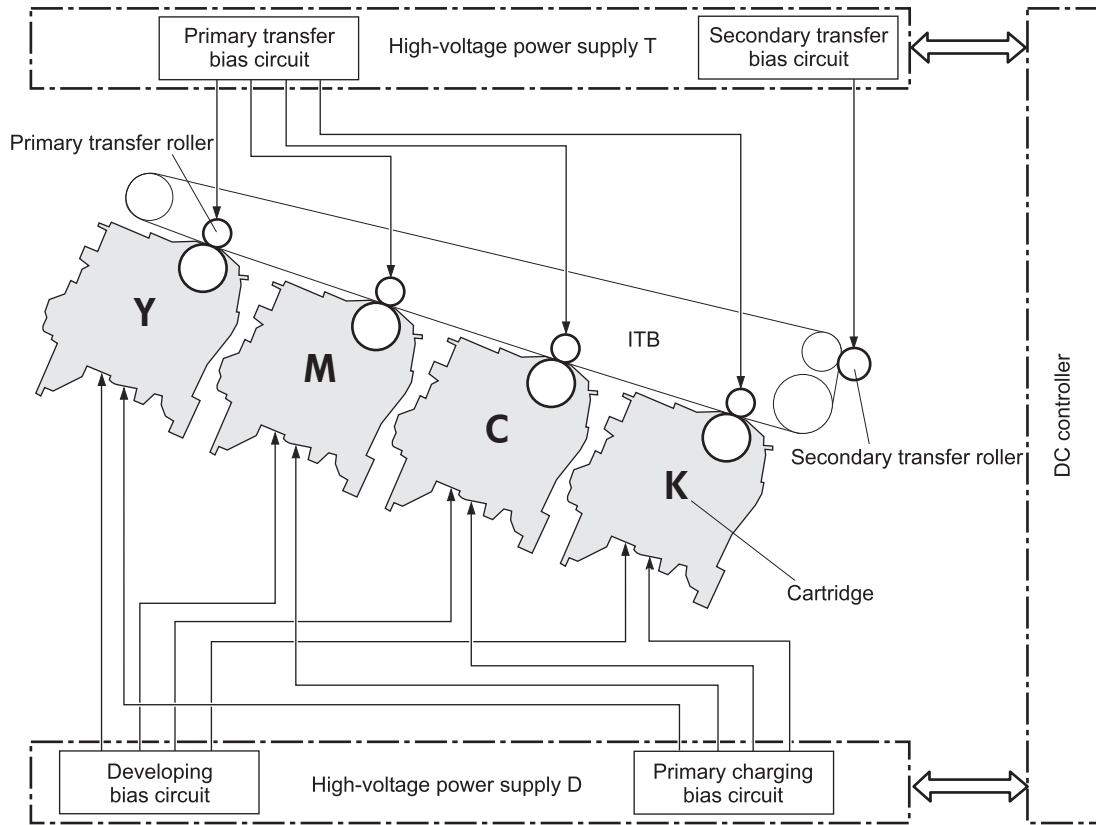 Primary transfer
bias circuit
High-voltage power supply T
Secondary transfer
bias circuit
Primary transfer roller
Y
M
ITB
C
K
Secondary transfer roller
DC controller
Cartridge
Developing
bias circuit
High-voltage power supply D
Primary charging
bias circuit